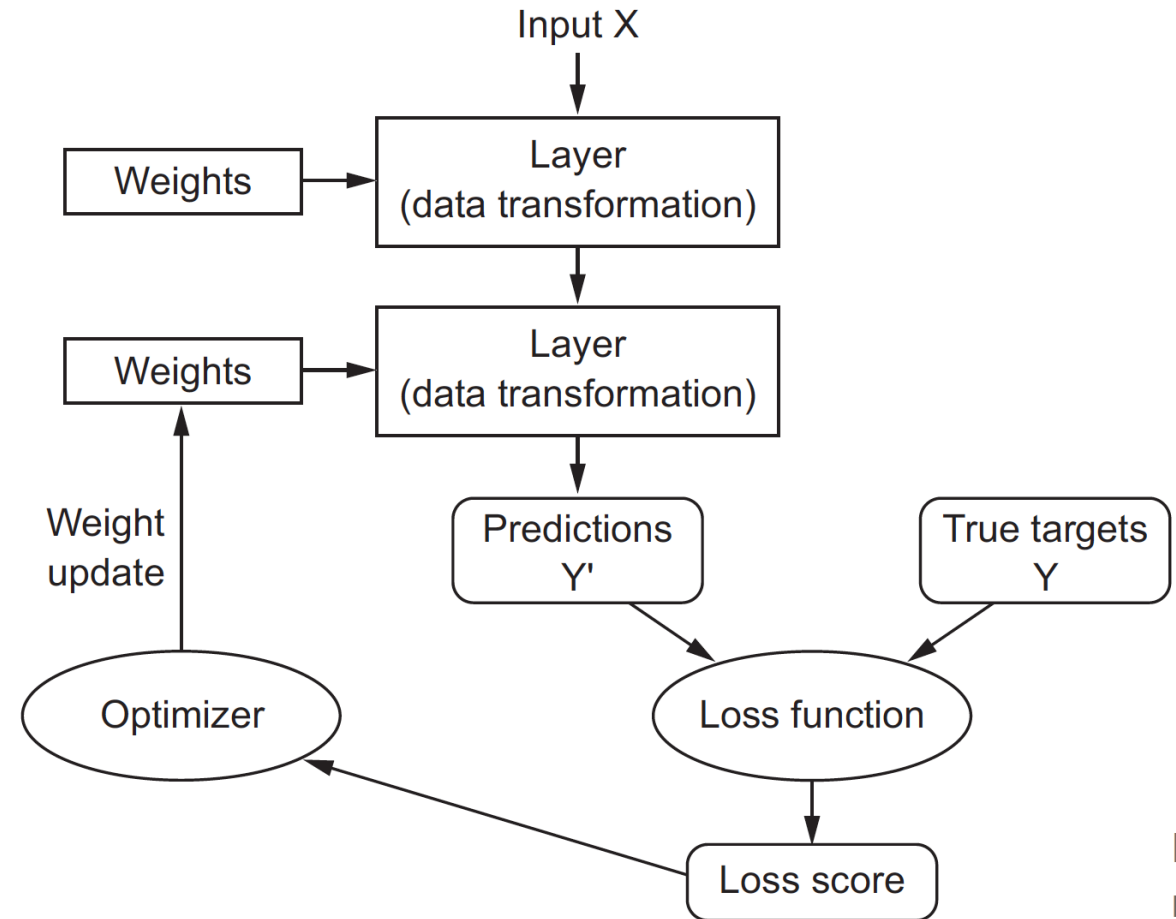 Input X
Layer
(data transformation)
Weights
Layer
(data transformation)
Weights
Weight
update
Predictions
Y'
True targets
Y
Optimizer
Loss function
Loss score